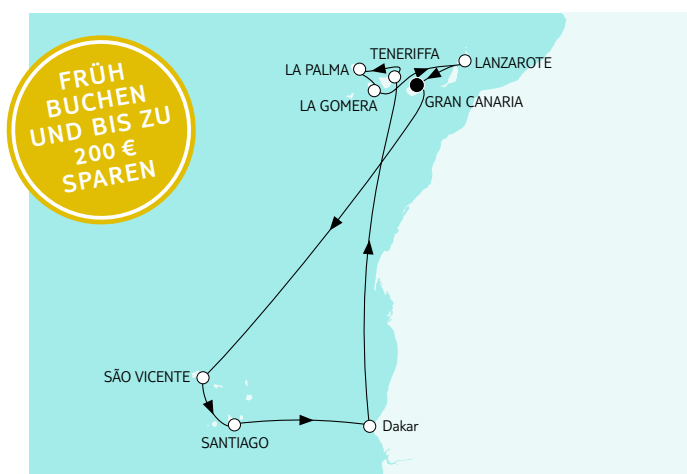 FRÜH
BUCHEN
UND BIS ZU
200 €
SPAREN
TENERIFFA
LA PALMA
LANZAROTE
LA GOMERA
GRAN CANARIA
SÃO VICENTE
SANTIAGO
Dakar